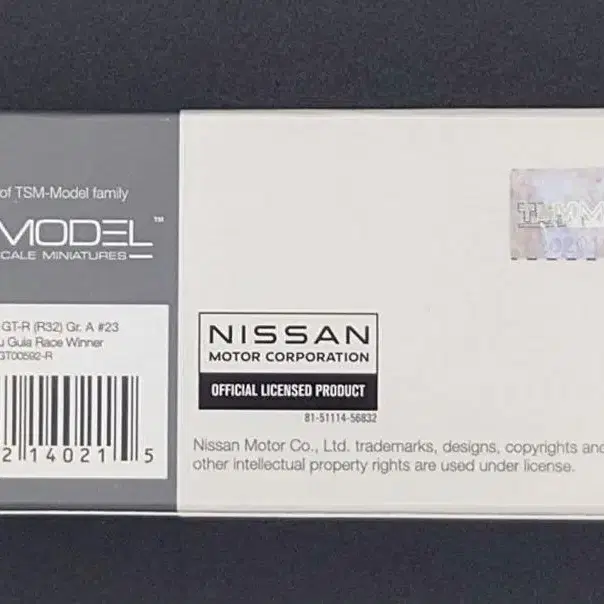 of TSM-Model family
MODEL™
CALE MINIATURES
GT-R (R32) Gr. A #23
u Guia Race Winner
GT00592-R
214021 5
NISSAN
MOTOR CORPORATION
OFFICIAL LICENSED PRODUCT
81-51114-56832
Nissan Motor Co., Ltd. trademarks, designs, copyrights and
other intellectual property rights are used under license.